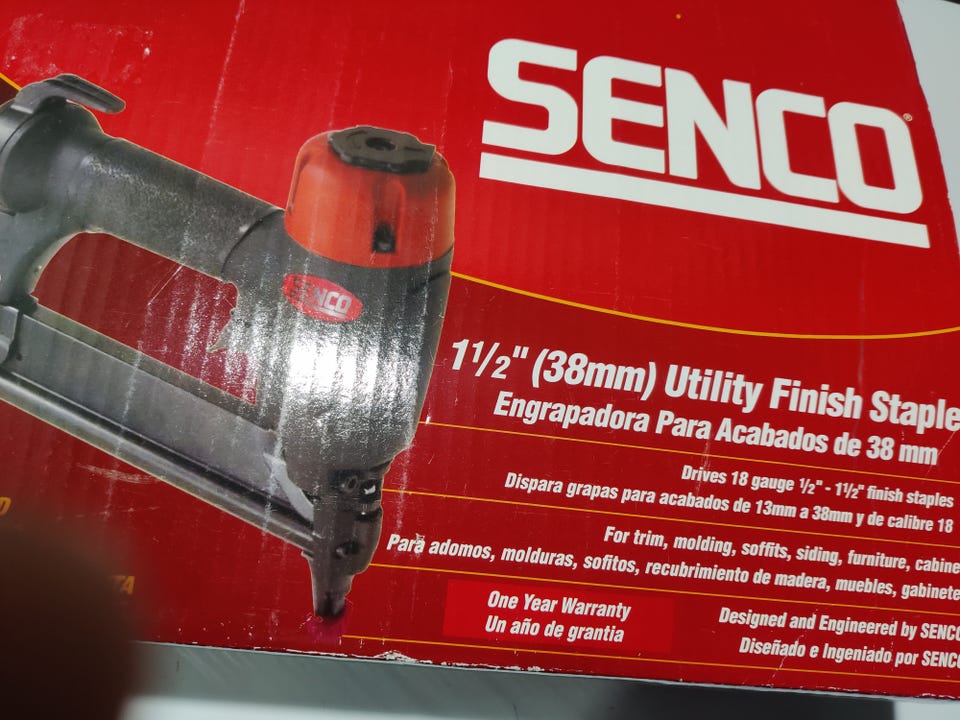 SENCO®
SENCO
1½" (38mm) Utility Finish Staple
Engrapadora Para Acabados de 38 mm
Drives 18 gauge ½" - 1½" finish staples
Dispara grapas para acabados de 13mm a 38mm y de calibre 18
For trim, molding, soffits, siding, furniture, cabine
Para adornos, molduras, sofitos, recubrimiento de madera, muebles, gabinete
One Year Warranty
Un año de grantia
Designed and Engineered by SENCO
Diseñado e Ingeniado por SENCO